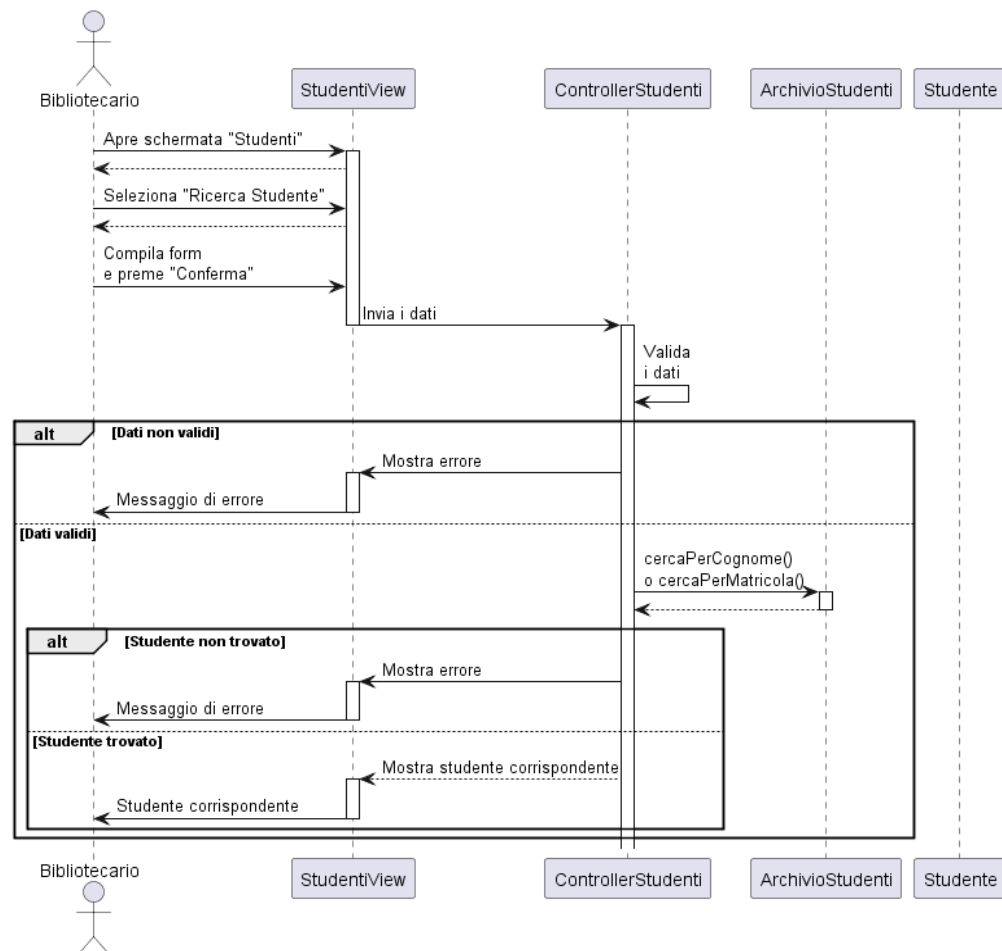 Bibliotecario
StudentiView
ControllerStudenti
ArchivioStudenti
Studente
Apre schermata "Studenti"
Seleziona "Ricerca Studente"
Compila form
e preme "Conferma"
Invia i dati
Valida
i dati
alt
[Dati non validi]
Mostra errore
Messaggio di errore
[Dati validi]
cercaPerCognome()
o cercaPerMatricola()
alt
[Studente non trovato]
Mostra errore
Messaggio di errore
[Studente trovato]
Mostra studente corrispondente
Studente corrispondente
Bibliotecario
StudentiView
ControllerStudenti
ArchivioStudenti
Studente